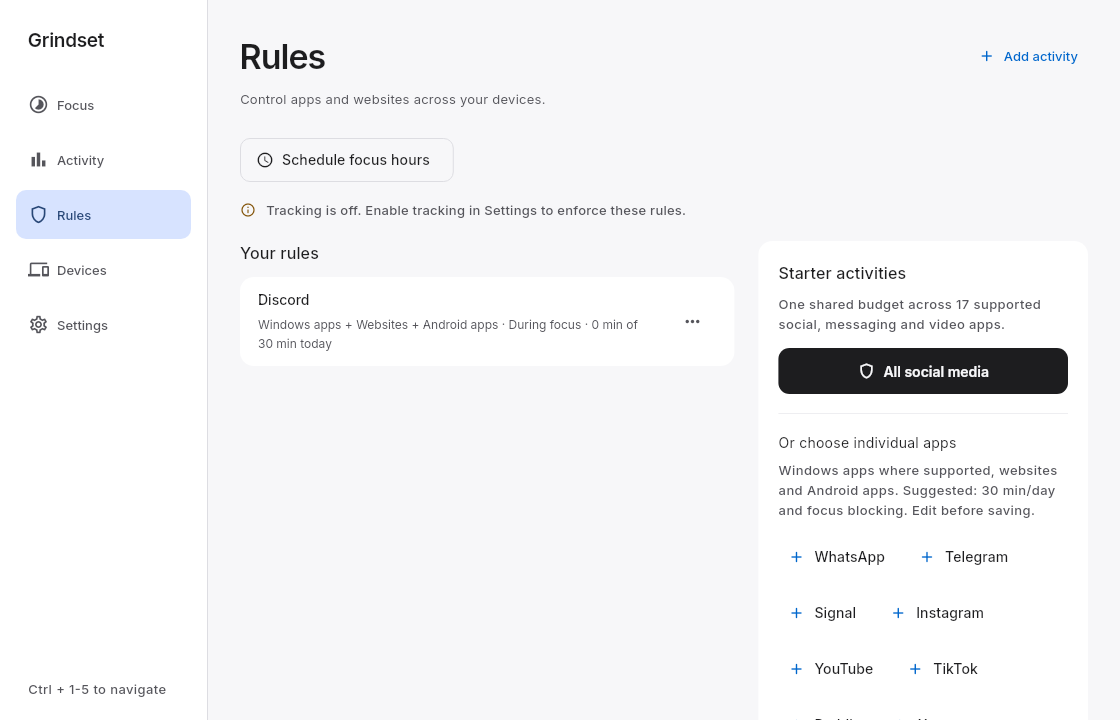 Grindset
Focus
Activity
Rules
Devices
Settings
Ctrl + 1-5 to navigate
Rules
Add activity
Control apps and websites across your devices.
Schedule focus hours
Tracking is off. Enable tracking in Settings to enforce these rules.
Your rules
Discord
Windows apps + Websites + Android apps · During focus · 0 min of
30 min today
Starter activities
One shared budget across 17 supported
social, messaging and video apps.
All social media
Or choose individual apps
Windows apps where supported, websites
and Android apps. Suggested: 30 min/day
and focus blocking. Edit before saving.
WhatsApp
Telegram
Signal
Instagram
YouTube
TikTok